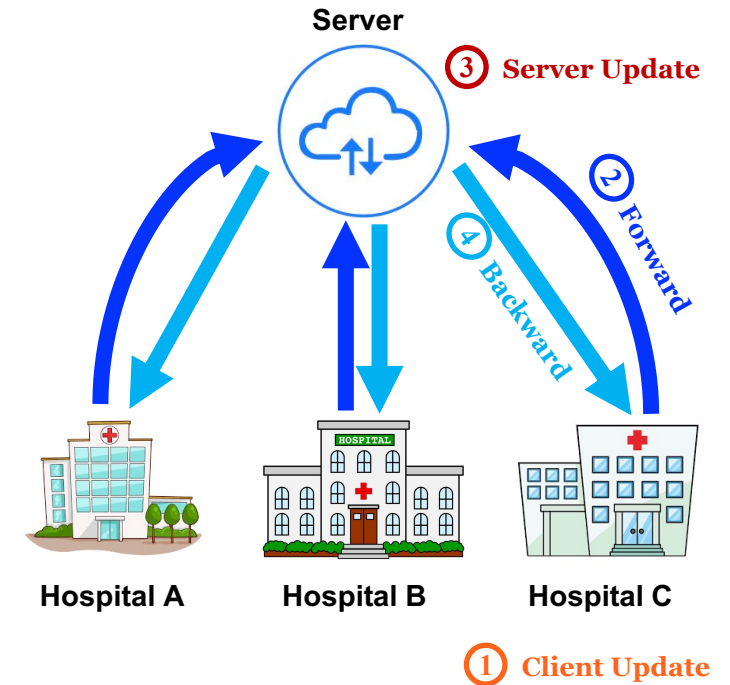 Server
③ Server Update
② Forward
④ Backward
HOSPITAL
Hospital A
Hospital B
Hospital C
① Client Update